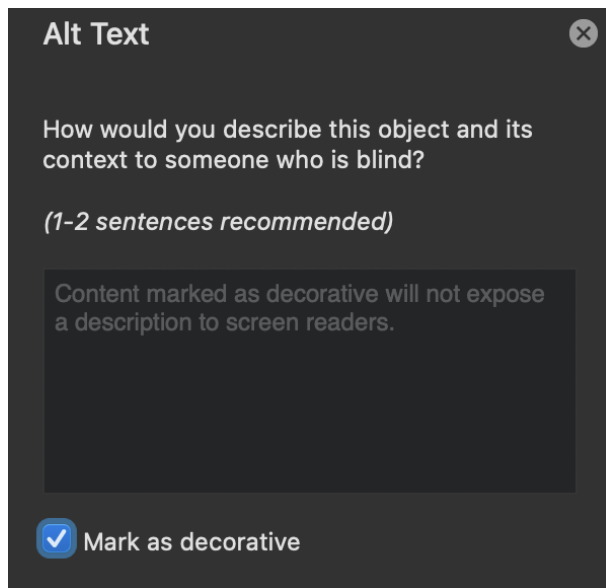 Alt Text
How would you describe this object and its
context to someone who is blind?
(1-2 sentences recommended)
Content marked as decorative will not expose
a description to screen readers.
Mark as decorative